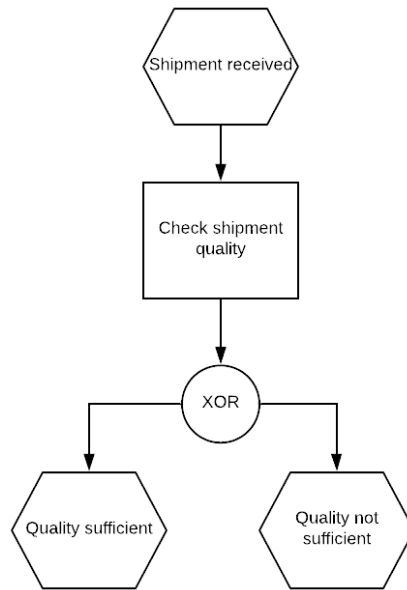 Shipment received
Check shipment
quality
XOR
Quality sufficient
Quality not
sufficient